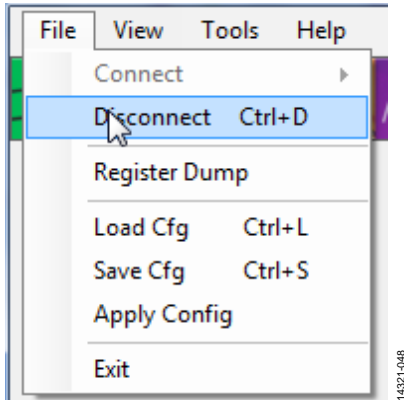 File View Tools Help
Connect
Disconnect Ctrl+D
Register Dump
Load Cfg Ctrl+L
Save Cfg Ctrl+S
Apply Config
Exit
14321-048